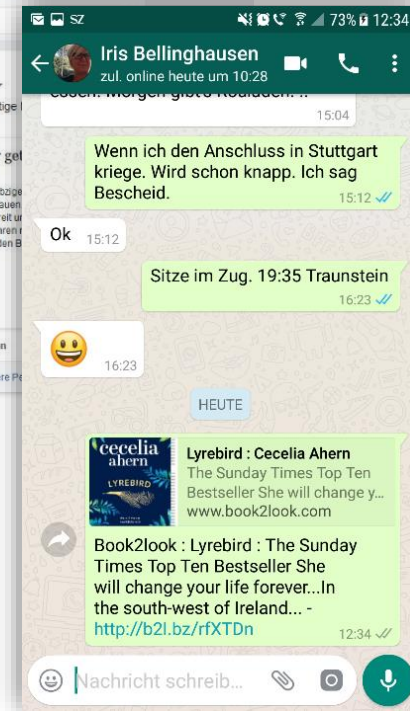 SZ 73% 12:34
Iris Bellinghausen
zul. online heute um 10:28
essen. Morgen gibt's Rouladen. !!
15:04
Wenn ich den Anschluss in Stuttgart
kriege. Wird schon knapp. Ich sag
Bescheid.
15:12
Ok 15:12
Sitze im Zug. 19:35 Traunstein
16:23
16:23
HEUTE
cecelia
ahern
LYREBIRD
Lyrebird : Cecelia Ahern
The Sunday Times Top Ten
Bestseller She will change y...
www.book2look.com
Book2look : Lyrebird : The Sunday
Times Top Ten Bestseller She
will change your life forever...In
the south-west of Ireland... -
http://b2l.bz/rfXTDn
12:34
Nachricht schreib...